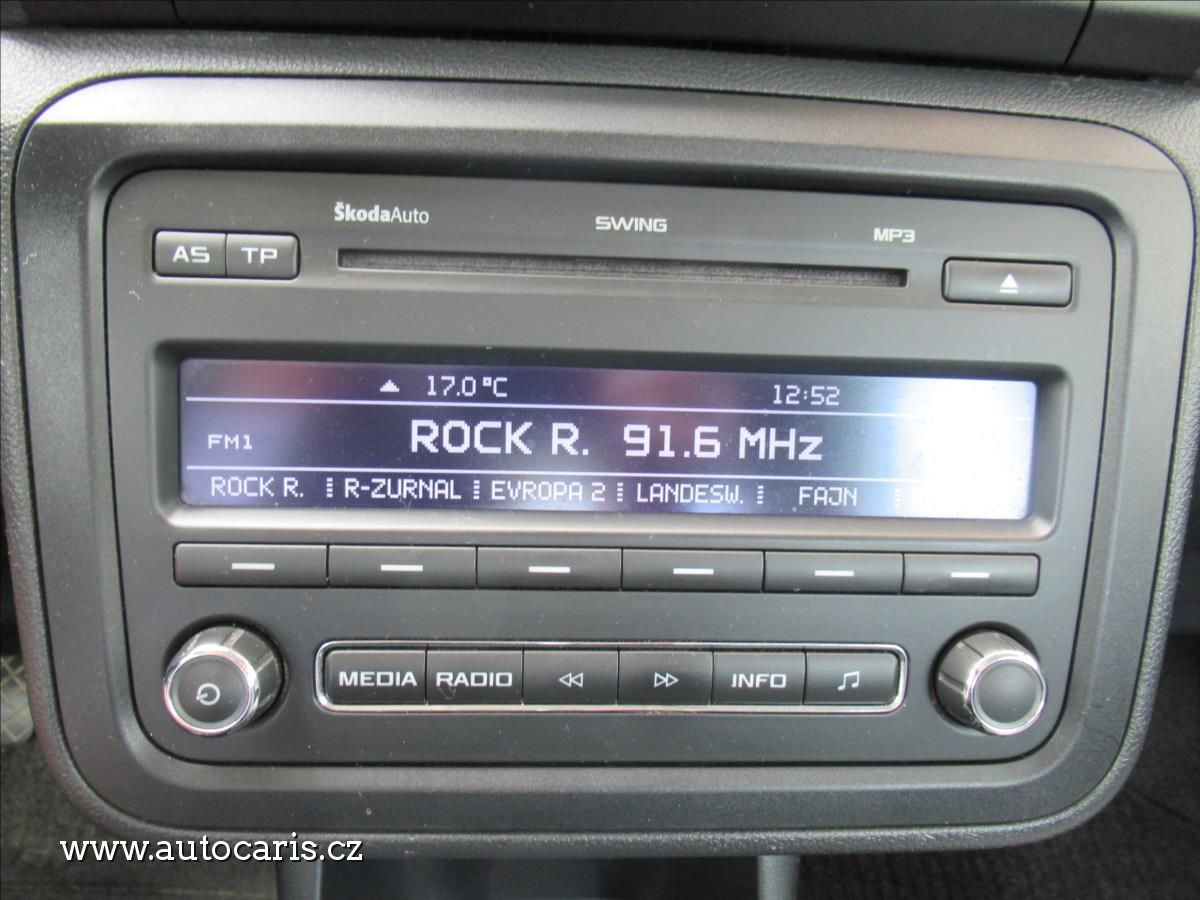 ŠkodaAuto SWING MP3
AS TP
17.0 °C 12:52
FM1 ROCK R. 91.6 MHz
ROCK R. R-ZURNAL EVROPA 2 LANDESW. FAJN
MEDIA RADIO INFO
www.autocaris.cz